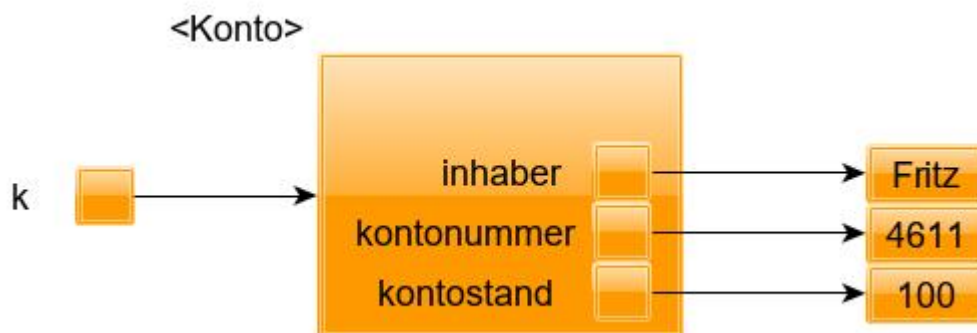 <Konto>
k
inhaber
Fritz
kontonummer
4611
kontostand
100